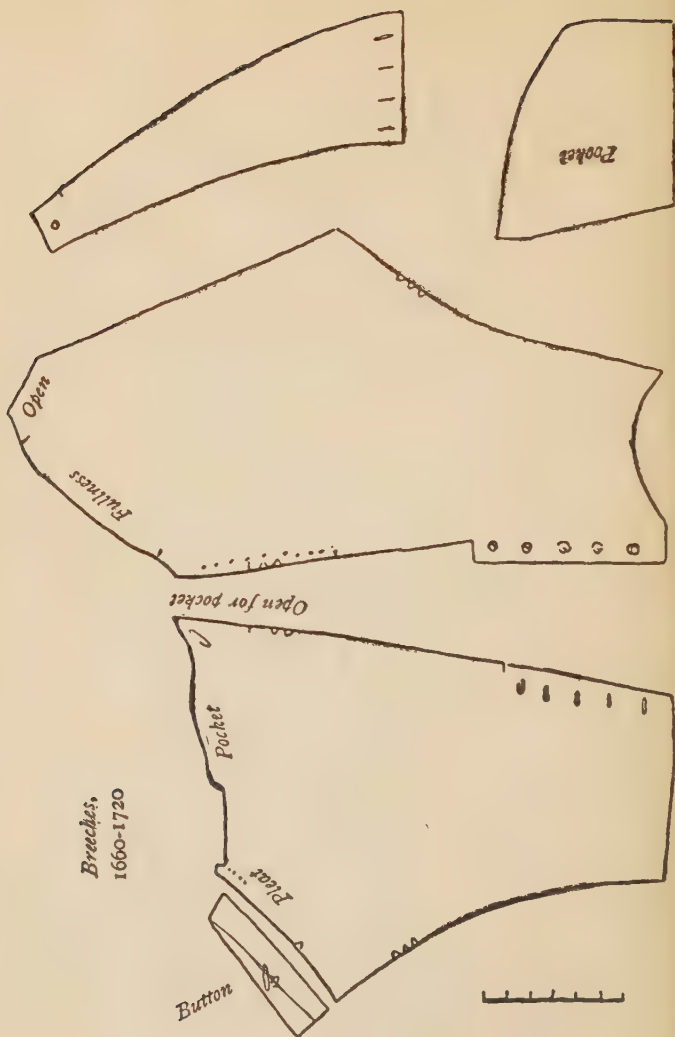 Pocket
Open
Fullness
Open for pocket
Pocket
Breeches.
1660-1720
Pleat
Button